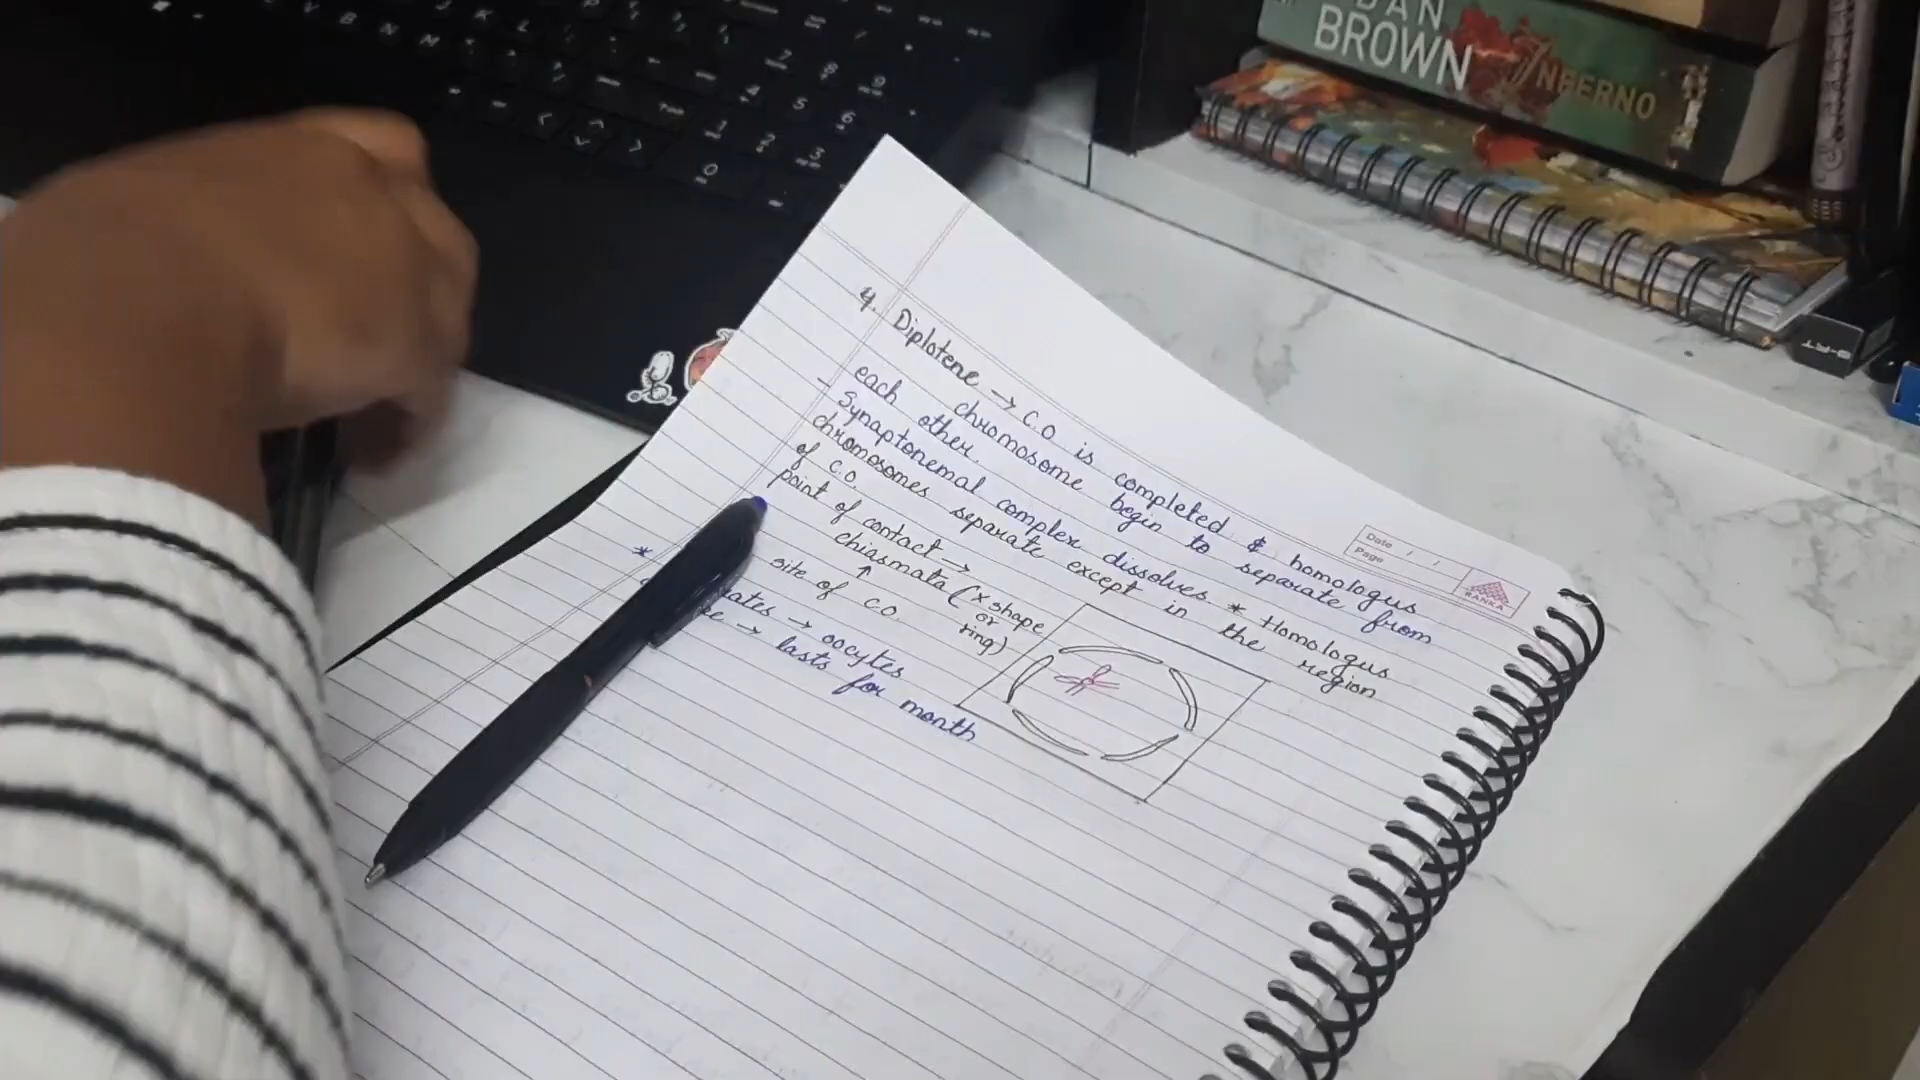 DAN
BROWN
INFERNO
Date
Page
RANKA
4. Diplotene → C.O is completed & homologus
chromosome begin to separate from
each other.
- Synaptonemal complex dissolves * Homologus
chromosomes separate except in the region
of C.O.
point of contact →
chiasmata (X shape
or
ring)
↑
site of C.O.
*
→ oocytes
→ lasts for month